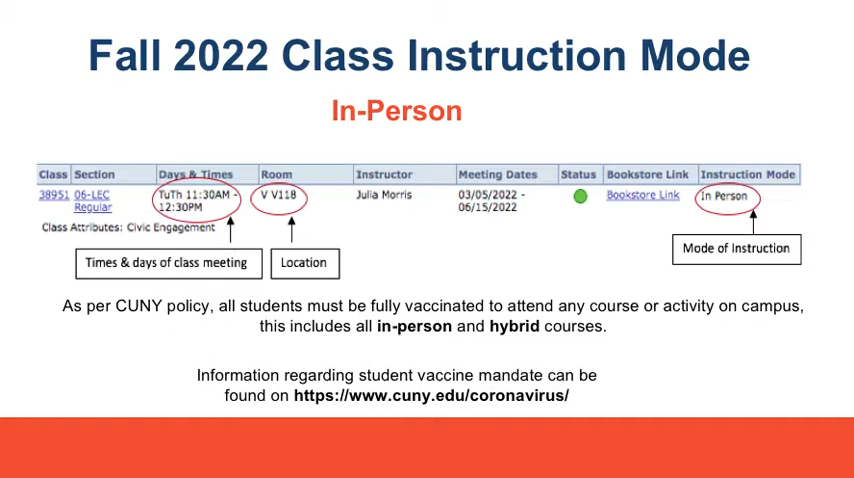 Fall 2022 Class Instruction Mode
In-Person
Class Section Days & Times Room Instructor Meeting Dates Status Bookstore Link Instruction Mode
38951 06-LEC TuTh 11:30AM - V V118 Julia Morris 03/05/2022 - Bookstore Link In Person
Regular 12:30PM 06/15/2022
Class Attributes: Civic Engagement
Times & days of class meeting
Location
Mode of Instruction
As per CUNY policy, all students must be fully vaccinated to attend any course or activity on campus,
this includes all in-person and hybrid courses.
Information regarding student vaccine mandate can be
found on https://www.cuny.edu/coronavirus/